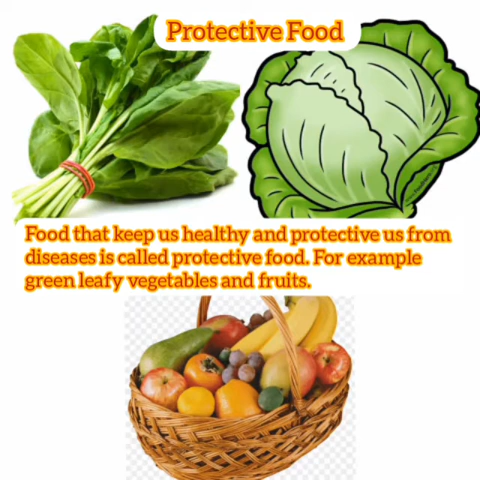 Protective Food
Food that keep us healthy and protective us from
diseases is called protective food. For example
green leafy vegetables and fruits.